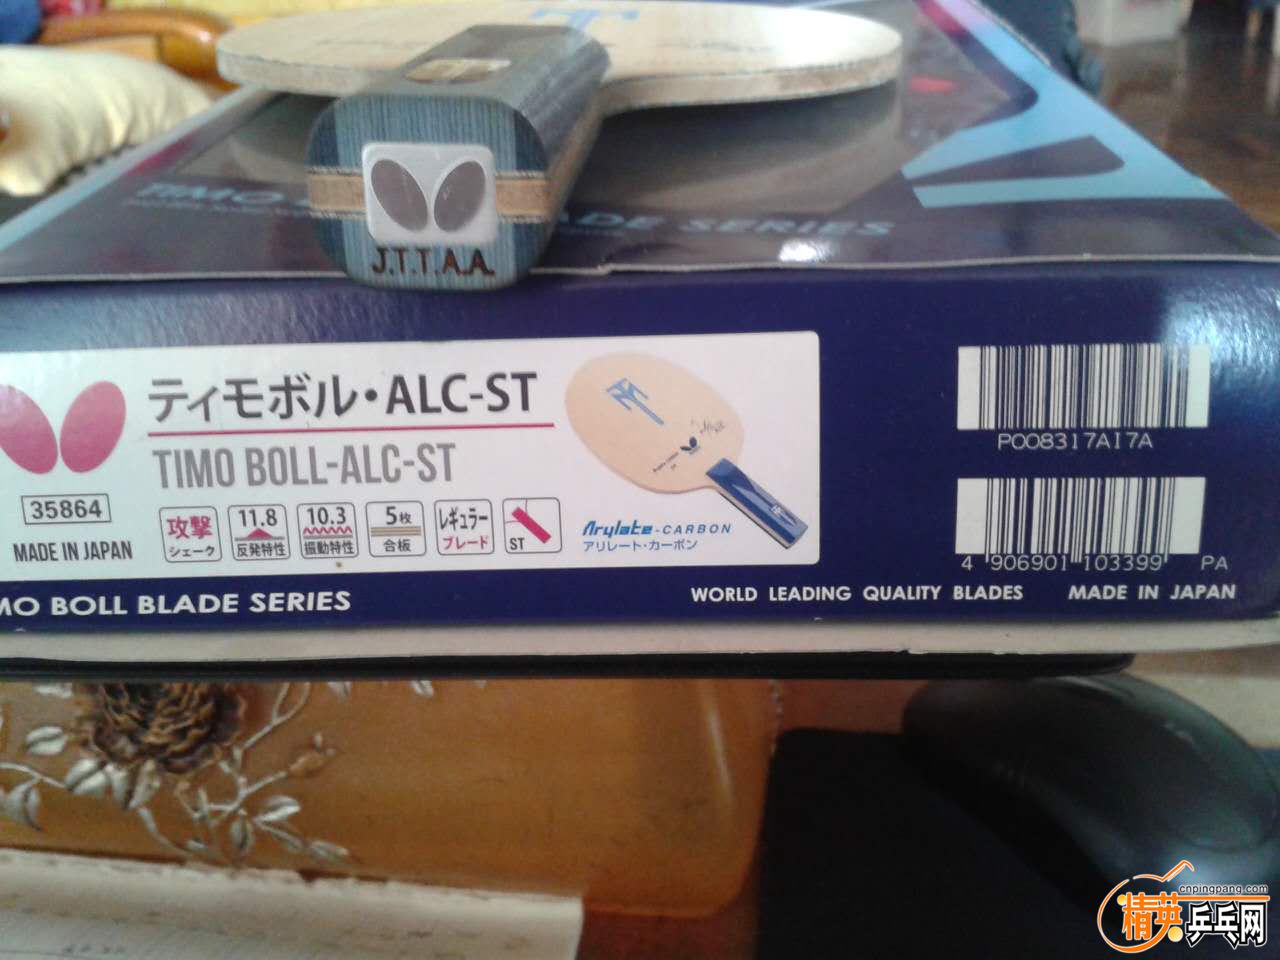 J.T.T.A.A.
TIMO
BLADE SERIES
ティモボル・ALC-ST
TIMO BOLL-ALC-ST
35864
MADE IN JAPAN
攻撃
シェーク
11.8
反発特性
10.3
振動特性
5枚
合板
レギュラー
ブレード
ST
Arylate-CARBON
アリレート・カーボン
P008317A17A
4 906901 103399 PA
MO BOLL BLADE SERIES
WORLD LEADING QUALITY BLADES MADE IN JAPAN
cnpingpang.com
精英乒乓网